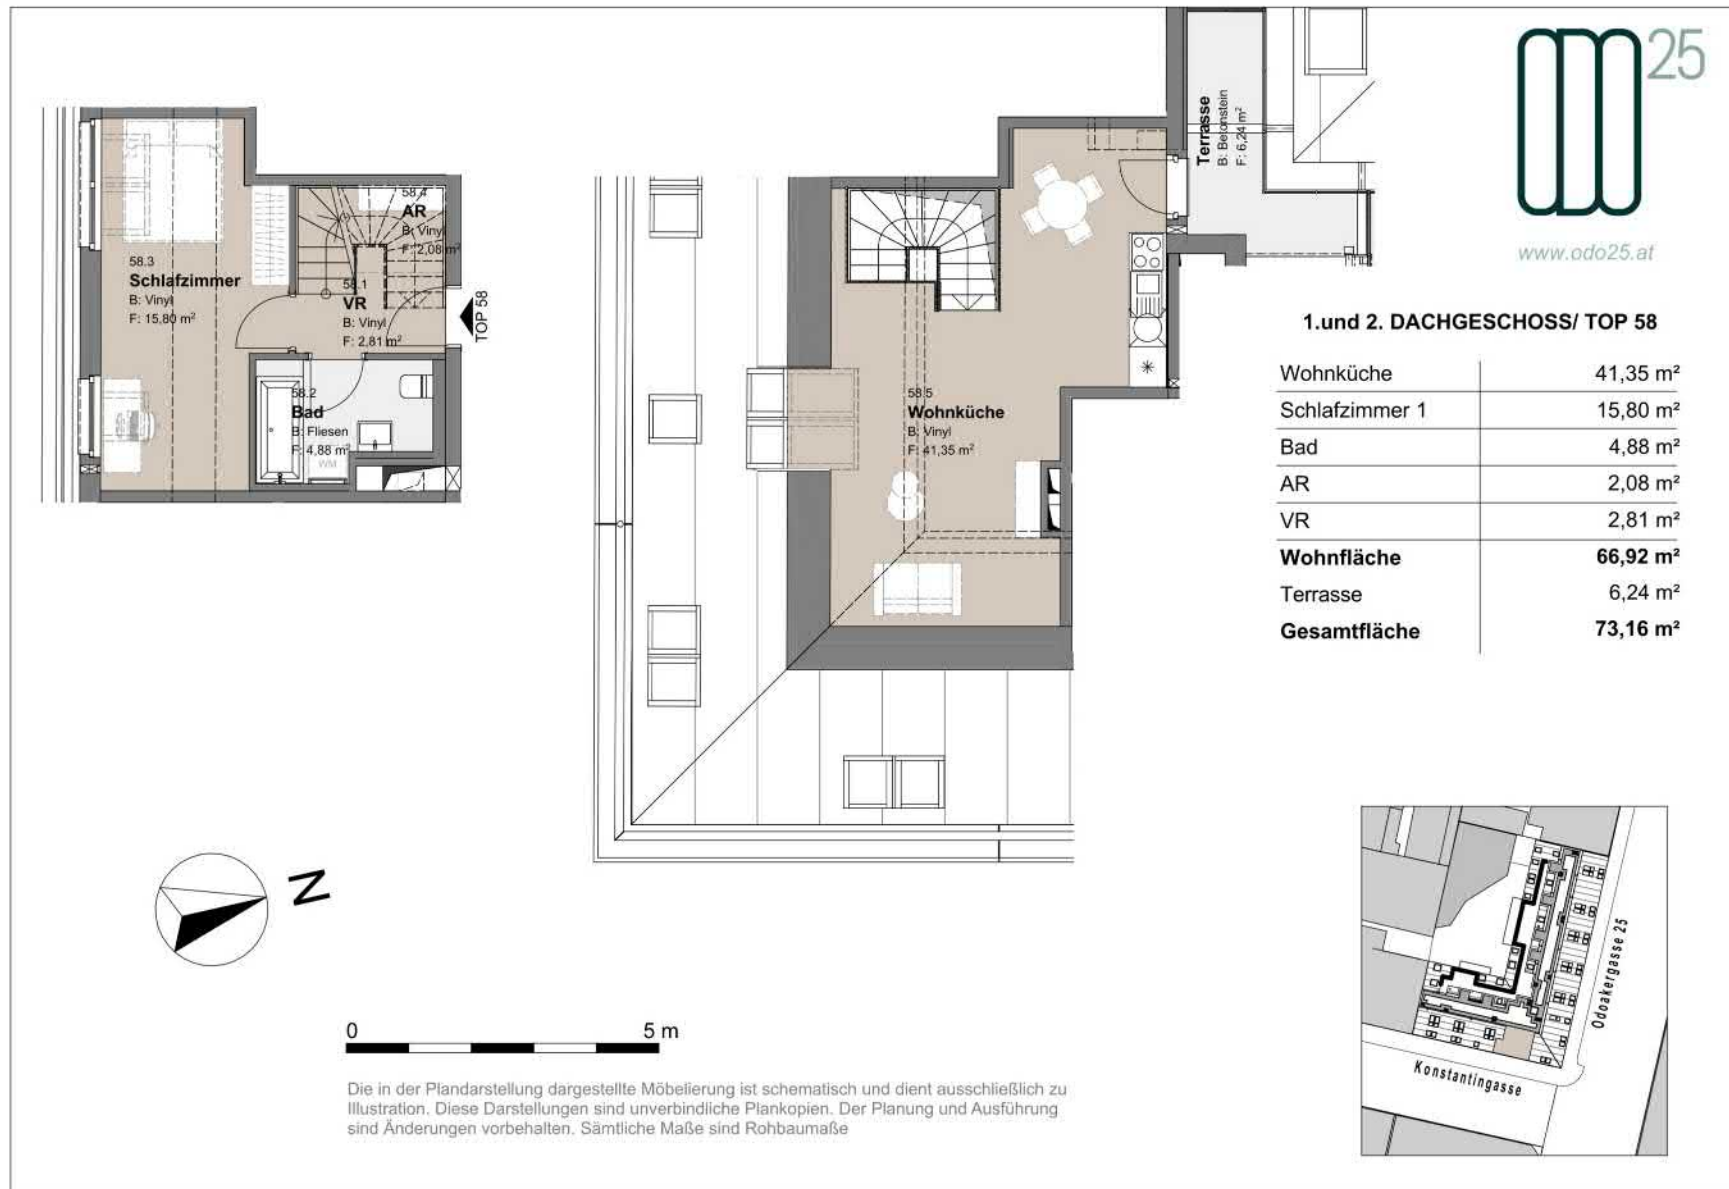 25
www.odo25.at
58.3
Schlafzimmer
B: Vinyl
F: 15,80 m²
58.4
AR
B: Vinyl
F: 2,08 m²
58.1
VR
B: Vinyl
F: 2,81 m²
TOP 58
58.2
Bad
B: Fliesen
F: 4,88 m²
WM
58.5
Wohnküche
B: Vinyl
F: 41,35 m²
Terrasse
B: Betonstein
F: 6,24 m²
1.und 2. DACHGESCHOSS/ TOP 58
Wohnküche 41,35 m²
Schlafzimmer 1 15,80 m²
Bad 4,88 m²
AR 2,08 m²
VR 2,81 m²
Wohnfläche 66,92 m²
Terrasse 6,24 m²
Gesamtfläche 73,16 m²
N
0 5 m
Die in der Plandarstellung dargestellte Möbelierung ist schematisch und dient ausschließlich zu
Illustration. Diese Darstellungen sind unverbindliche Plankopien. Der Planung und Ausführung
sind Änderungen vorbehalten. Sämtliche Maße sind Rohbaumaße
Odoakergasse 25
Konstantingasse